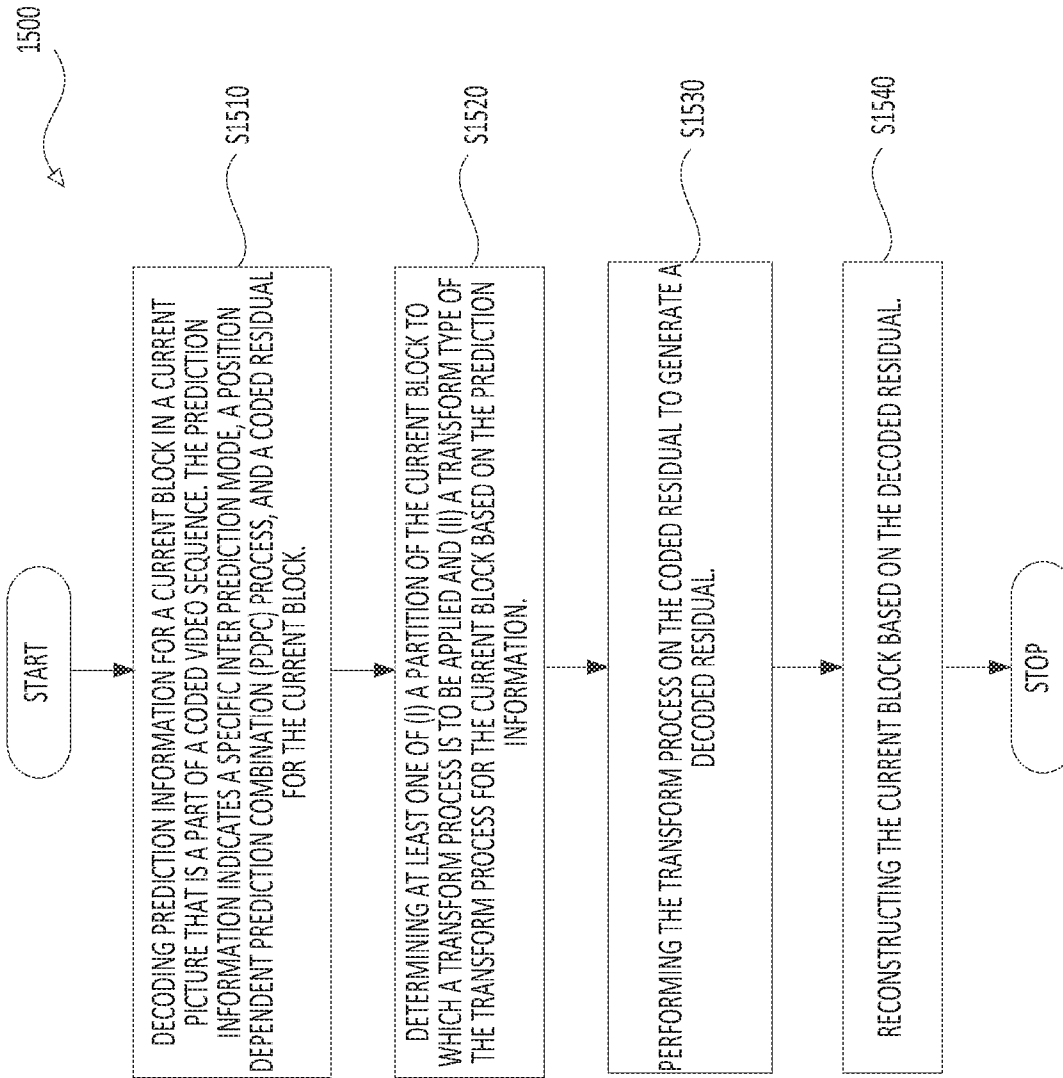 1500
START
DECODING PREDICTION INFORMATION FOR A CURRENT BLOCK IN A CURRENT
PICTURE THAT IS A PART OF A CODED VIDEO SEQUENCE. THE PREDICTION
INFORMATION INDICATES A SPECIFIC INTER PREDICTION MODE, A POSITION
DEPENDENT PREDICTION COMBINATION (PDPC) PROCESS, AND A CODED RESIDUAL
FOR THE CURRENT BLOCK.
S1510
DETERMINING AT LEAST ONE OF (I) A PARTITION OF THE CURRENT BLOCK TO
WHICH A TRANSFORM PROCESS IS TO BE APPLIED AND (II) A TRANSFORM TYPE OF
THE TRANSFORM PROCESS FOR THE CURRENT BLOCK BASED ON THE PREDICTION
INFORMATION.
S1520
PERFORMING THE TRANSFORM PROCESS ON THE CODED RESIDUAL TO GENERATE A
DECODED RESIDUAL.
S1530
RECONSTRUCTING THE CURRENT BLOCK BASED ON THE DECODED RESIDUAL.
S1540
STOP